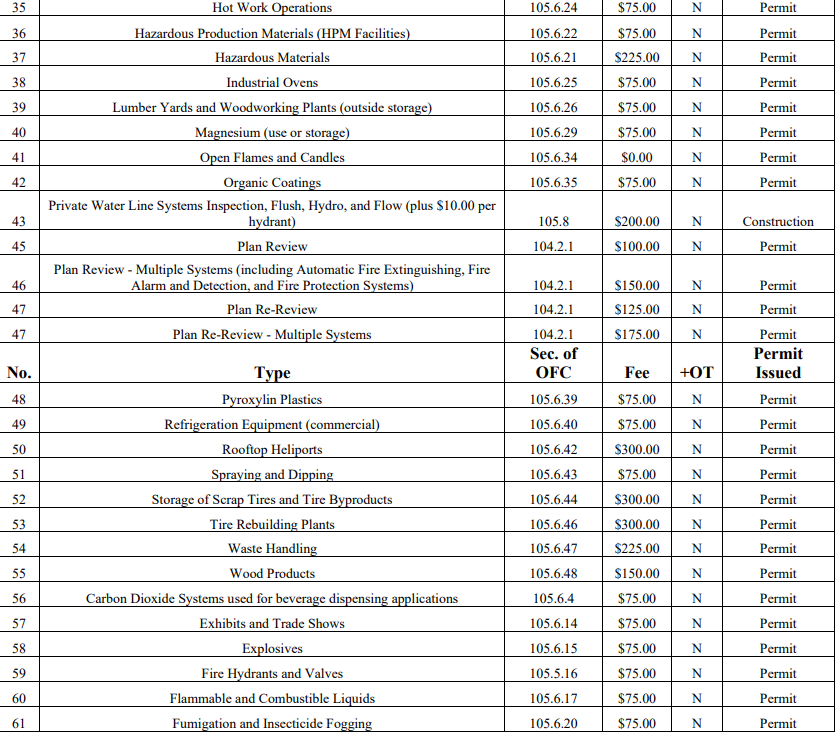 35 Hot Work Operations 105.6.24 $75.00 N Permit
36 Hazardous Production Materials (HPM Facilities) 105.6.22 $75.00 N Permit
37 Hazardous Materials 105.6.21 $225.00 N Permit
38 Industrial Ovens 105.6.25 $75.00 N Permit
39 Lumber Yards and Woodworking Plants (outside storage) 105.6.26 $75.00 N Permit
40 Magnesium (use or storage) 105.6.29 $75.00 N Permit
41 Open Flames and Candles 105.6.34 $0.00 N Permit
42 Organic Coatings 105.6.35 $75.00 N Permit
Private Water Line Systems Inspection, Flush, Hydro, and Flow (plus $10.00 per
43 hydrant) 105.8 $200.00 N Construction
45 Plan Review 104.2.1 $100.00 N Permit
Plan Review - Multiple Systems (including Automatic Fire Extinguishing, Fire
46 Alarm and Detection, and Fire Protection Systems) 104.2.1 $150.00 N Permit
47 Plan Re-Review 104.2.1 $125.00 N Permit
47 Plan Re-Review - Multiple Systems 104.2.1 $175.00 N Permit
Sec. of Permit
No. Type OFC Fee +OT Issued
48 Pyroxylin Plastics 105.6.39 $75.00 N Permit
49 Refrigeration Equipment (commercial) 105.6.40 $75.00 N Permit
50 Rooftop Heliports 105.6.42 $300.00 N Permit
51 Spraying and Dipping 105.6.43 $75.00 N Permit
52 Storage of Scrap Tires and Tire Byproducts 105.6.44 $300.00 N Permit
53 Tire Rebuilding Plants 105.6.46 $300.00 N Permit
54 Waste Handling 105.6.47 $225.00 N Permit
55 Wood Products 105.6.48 $150.00 N Permit
56 Carbon Dioxide Systems used for beverage dispensing applications 105.6.4 $75.00 N Permit
57 Exhibits and Trade Shows 105.6.14 $75.00 N Permit
58 Explosives 105.6.15 $75.00 N Permit
59 Fire Hydrants and Valves 105.5.16 $75.00 N Permit
60 Flammable and Combustible Liquids 105.6.17 $75.00 N Permit
61 Fumigation and Insecticide Fogging 105.6.20 $75.00 N Permit